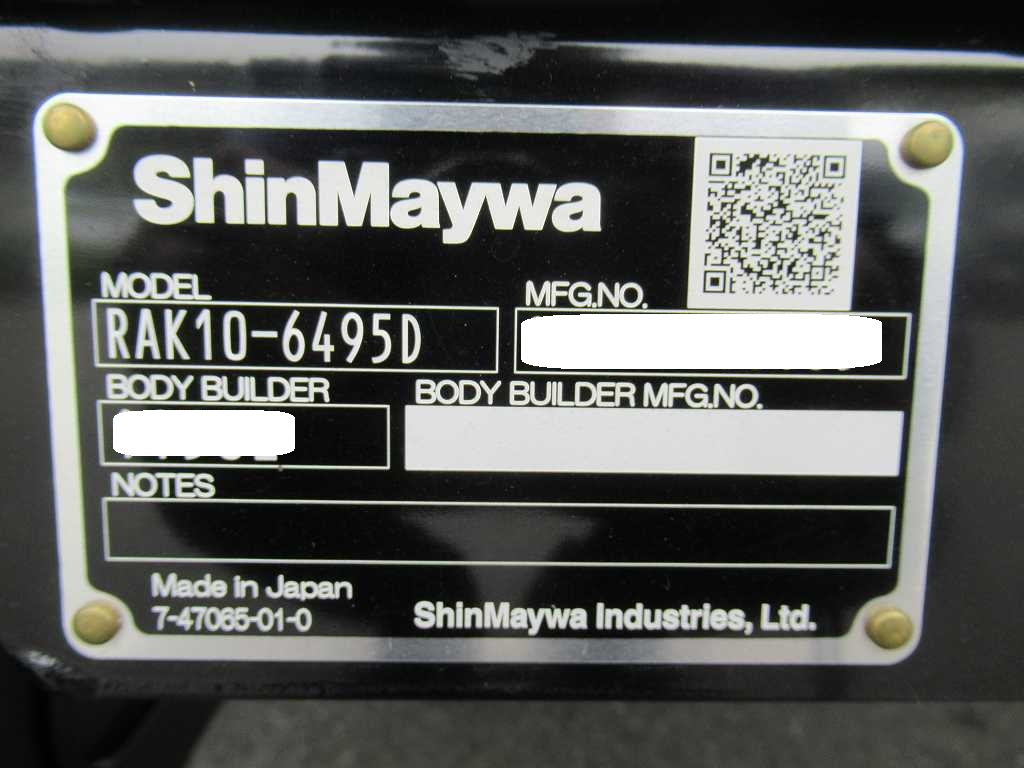 ShinMaywa
MODEL
MFG.NO.
RAK10-6495D
BODY BUILDER
BODY BUILDER MFG.NO.
NOTES
Made in Japan
7-47065-01-0
ShinMaywa Industries, Ltd.